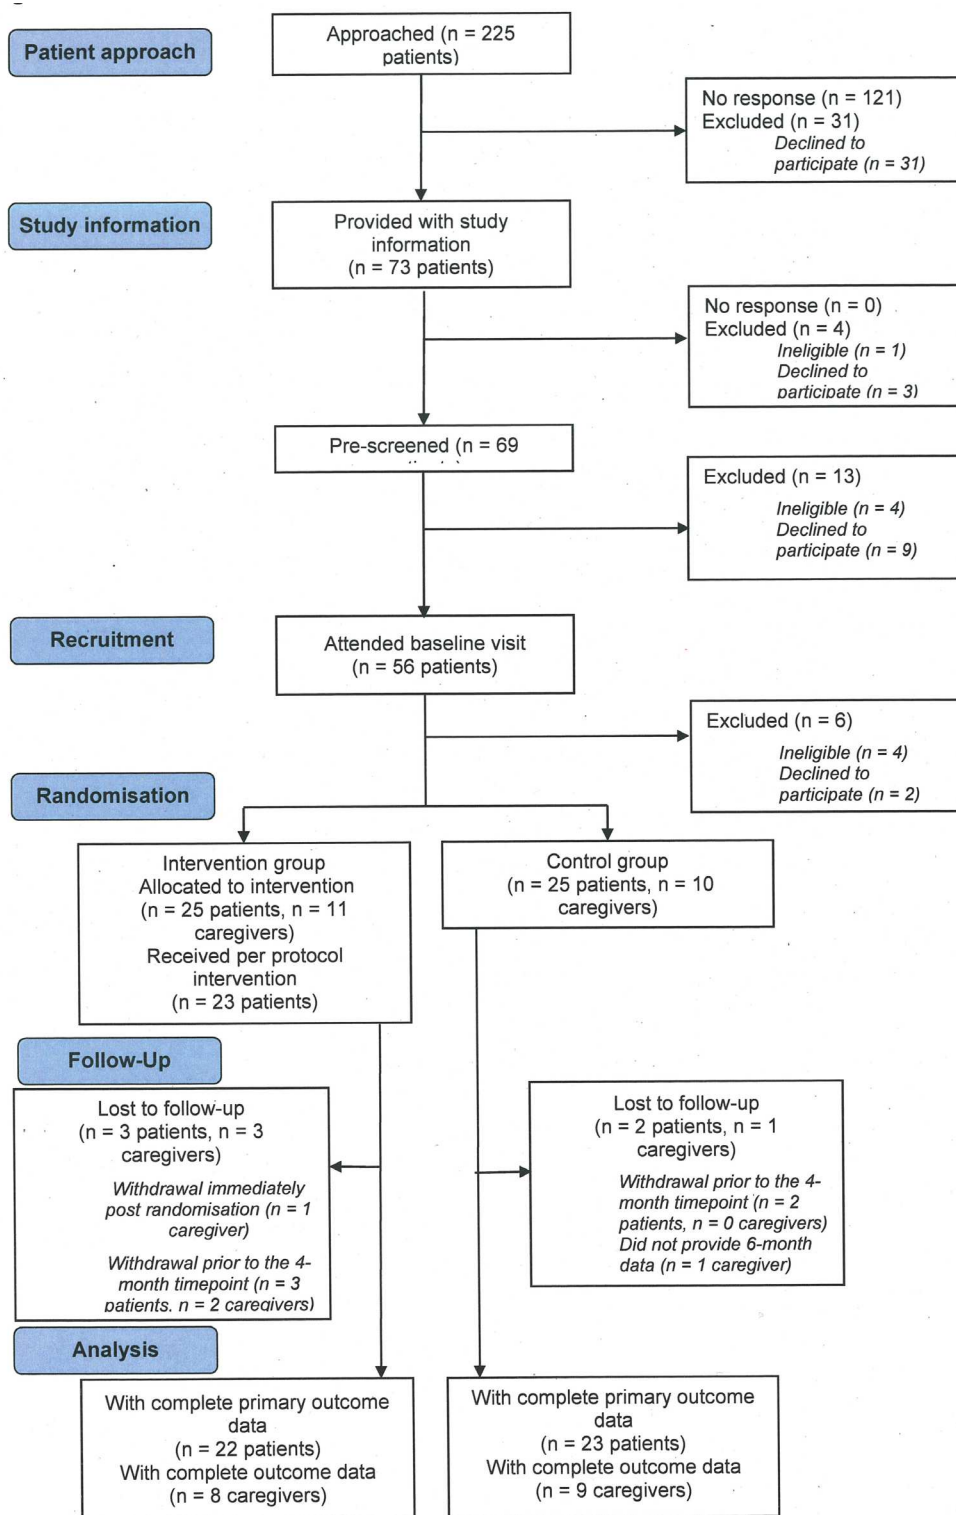 Patient approach
Approached (n = 225
patients)
No response (n = 121)
Excluded (n = 31)
Declined to
participate (n = 31)
Study information
Provided with study
information
(n = 73 patients)
No response (n = 0)
Excluded (n = 4)
Ineligible (n = 1)
Declined to
participate (n = 3)
Pre-screened (n = 69
Excluded (n = 13)
Ineligible (n = 4)
Declined to
participate (n = 9)
Recruitment
Attended baseline visit
(n = 56 patients)
Excluded (n = 6)
Ineligible (n = 4)
Declined to
participate (n = 2)
Randomisation
Intervention group
Allocated to intervention
(n = 25 patients, n = 11
caregivers)
Received per protocol
intervention
(n = 23 patients)
Control group
(n = 25 patients, n = 10
caregivers)
Follow-Up
Lost to follow-up
(n = 3 patients, n = 3
caregivers)
Withdrawal immediately
post randomisation (n = 1
caregiver)
Withdrawal prior to the 4-
month timepoint (n = 3
patients, n = 2 caregivers)
Lost to follow-up
(n = 2 patients, n = 1
caregivers)
Withdrawal prior to the 4-
month timepoint (n = 2
patients, n = 0 caregivers)
Did not provide 6-month
data (n = 1 caregiver)
Analysis
With complete primary outcome
data
(n = 22 patients)
With complete outcome data
(n = 8 caregivers)
With complete primary outcome
data
(n = 23 patients)
With complete outcome data
(n = 9 caregivers)